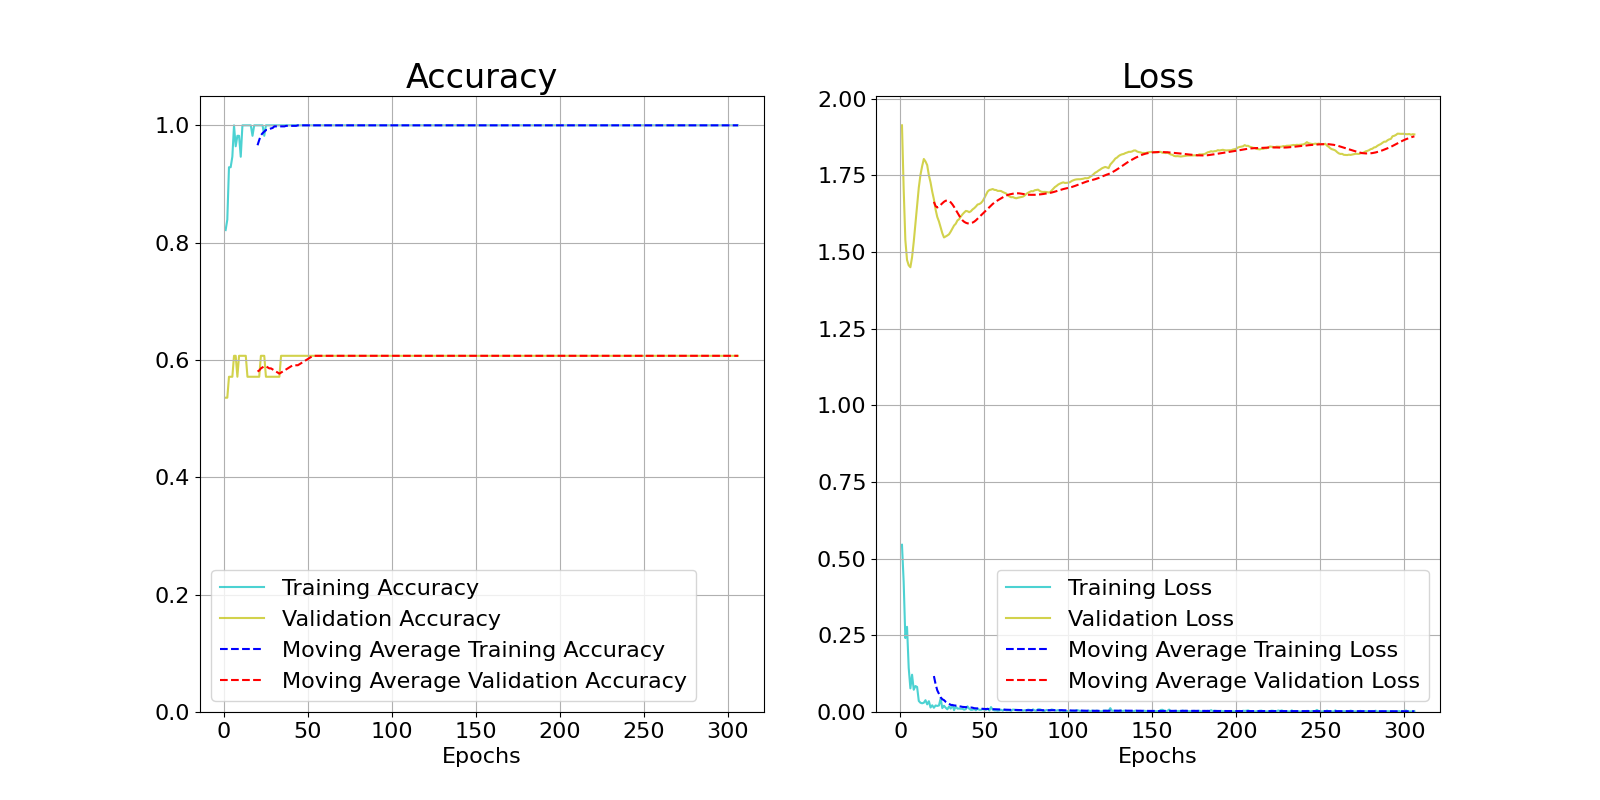 Accuracy
1.0
0.8
0.6
0.4
0.2
0.0
Training Accuracy
Validation Accuracy
Moving Average Training Accuracy
Moving Average Validation Accuracy
0 50 100 150 200 250 300
Epochs
Loss
2.00
1.75
1.50
1.25
1.00
0.75
0.50
0.25
0.00
Training Loss
Validation Loss
Moving Average Training Loss
Moving Average Validation Loss
0 50 100 150 200 250 300
Epochs